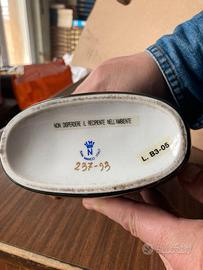 NON DISPERDERE IL RECIPIENTE NELL'AMBIENTE
L. B3-05
N
237-93